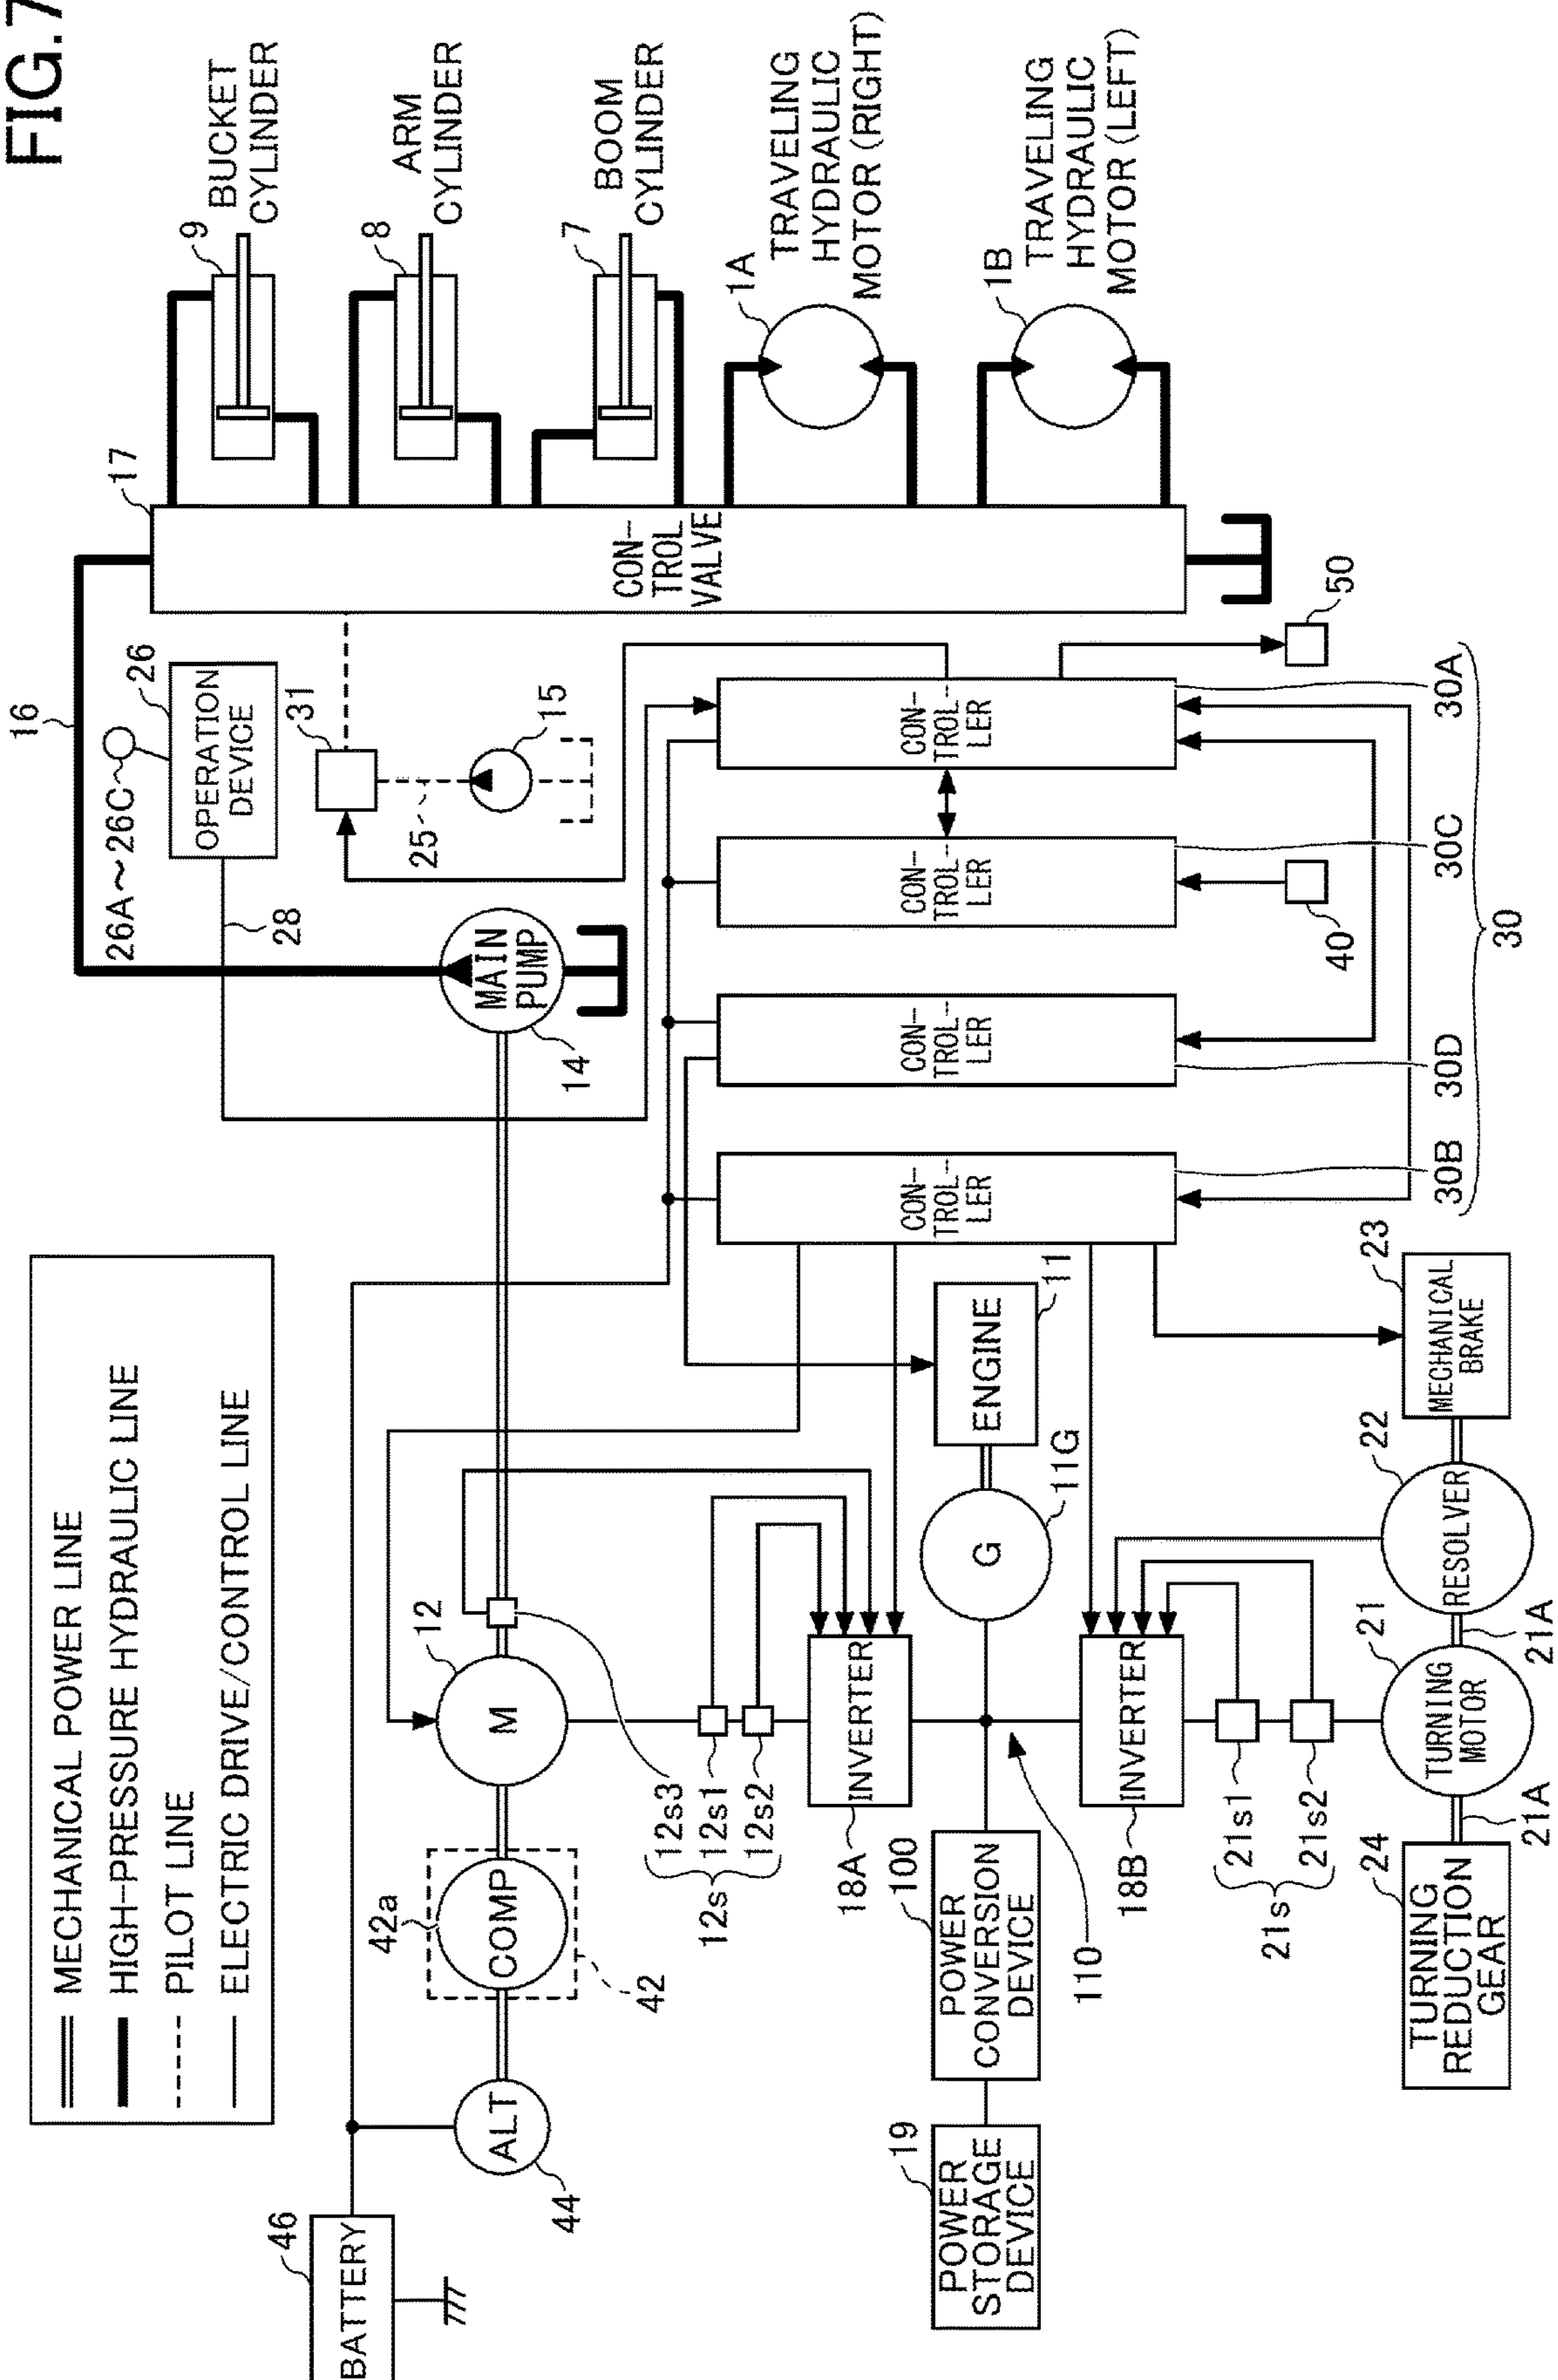 FIG.7
MECHANICAL POWER LINE
HIGH-PRESSURE HYDRAULIC LINE
PILOT LINE
ELECTRIC DRIVE/CONTROL LINE
16
26A~26C
26
OPERATION
DEVICE
28
31
25
15
17
CON-
TROL
VALVE
9
BUCKET
CYLINDER
8
ARM
CYLINDER
7
BOOM
CYLINDER
1A
TRAVELING
HYDRAULIC
MOTOR (RIGHT)
1B
TRAVELING
HYDRAULIC
MOTOR (LEFT)
46
BATTERY
ALT
44
42a
COMP
42
12
M
MAIN
PUMP
14
12s3
12s1
12s2
12s
INVERTER
18A
19
POWER
STORAGE
DEVICE
100
POWER
CONVERSION
DEVICE
110
G
11G
ENGINE
11
INVERTER
18B
21s1
21s2
21s
24
TURNING
REDUCTION
GEAR
21A
21
TURNING
MOTOR
21A
22
RESOLVER
23
MECHANICAL
BRAKE
CON-
TROL-
LER
30B
CON-
TROL-
LER
30D
CON-
TROL-
LER
30C
CON-
TROL-
LER
30A
30
40
50